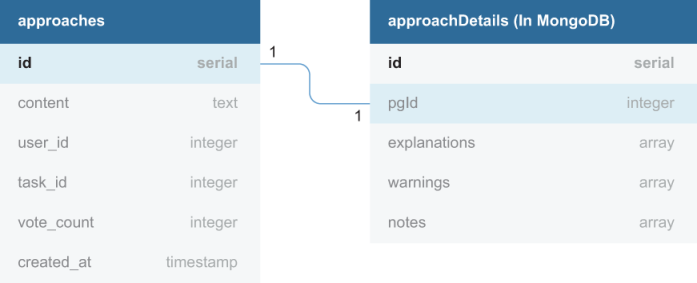 approaches
id serial
content text
user_id integer
task_id integer
vote_count integer
created_at timestamp
1
1
approachDetails (In MongoDB)
id serial
pgId integer
explanations array
warnings array
notes array